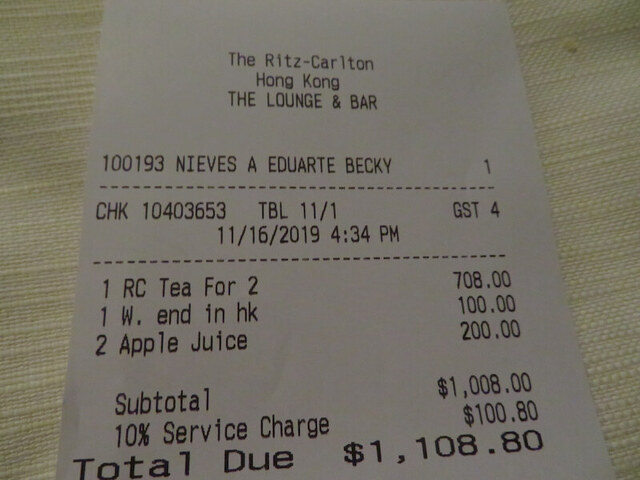 The Ritz-Carlton
Hong Kong
THE LOUNGE & BAR
100193 NIEVES A EDUARTE BECKY 1
CHK 10403653 TBL 11/1 GST 4
11/16/2019 4:34 PM
1 RC Tea For 2 708.00
1 W. end in hk 100.00
2 Apple Juice 200.00
Subtotal $1,008.00
10% Service Charge $100.80
Total Due $1,108.80